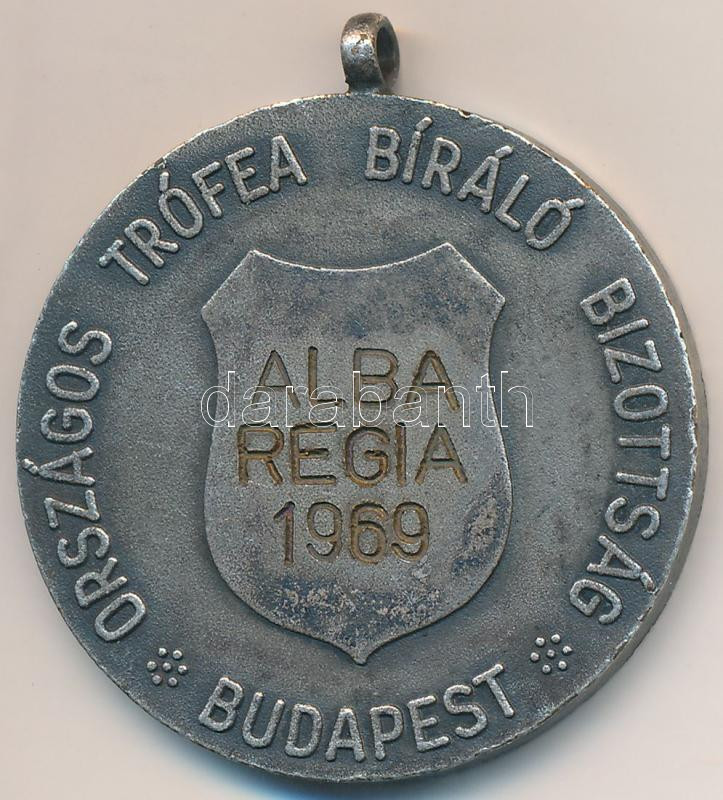 ORSZÁGOS TRÓFEA BÍRÁLÓ BIZOTTSÁG
BUDAPEST
ALBA
REGIA
1969
darabanth